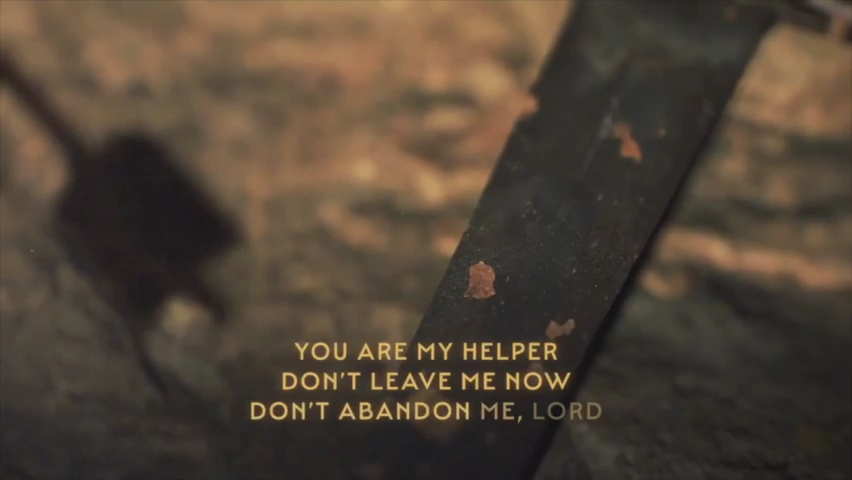 YOU ARE MY HELPER
DON'T LEAVE ME NOW
DON'T ABANDON ME, LORD